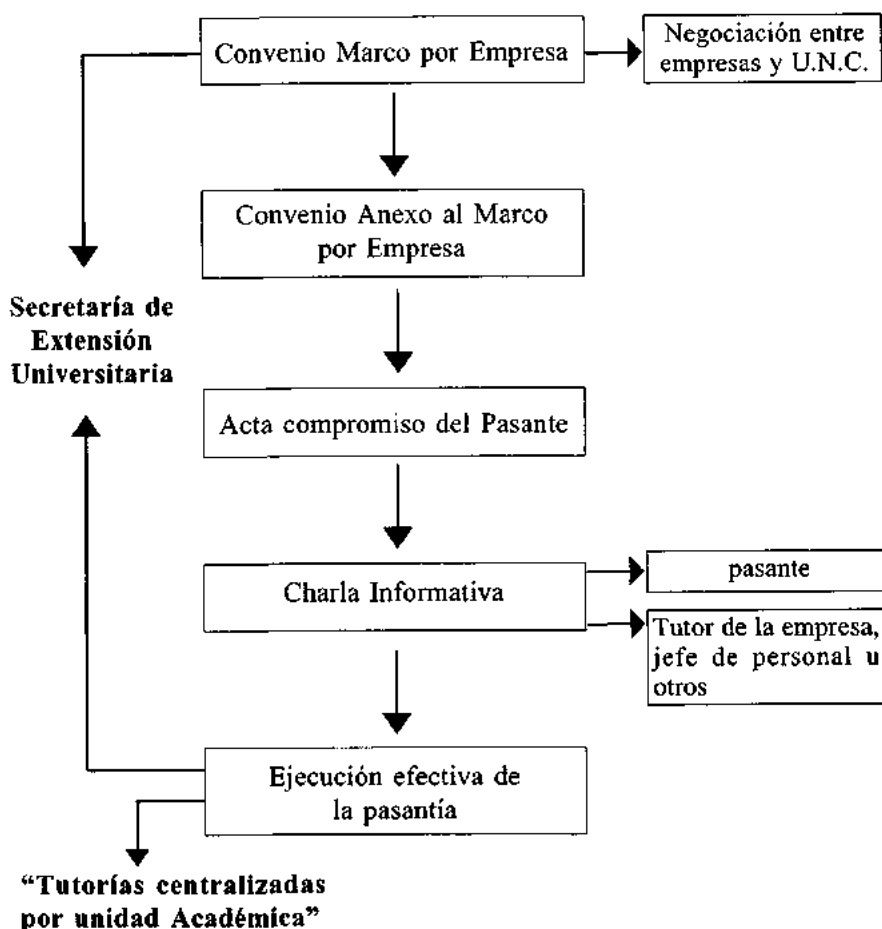 Convenio Marco por Empresa
Negociación entre
empresas y U.N.C.
Convenio Anexo al Marco
por Empresa
Secretaría de
Extensión
Universitaria
Acta compromiso del Pasante
Charla Informativa
pasante
Tutor de la empresa,
jefe de personal u
otros
Ejecución efectiva de
la pasantía
“Tutorías centralizadas
por unidad Académica”